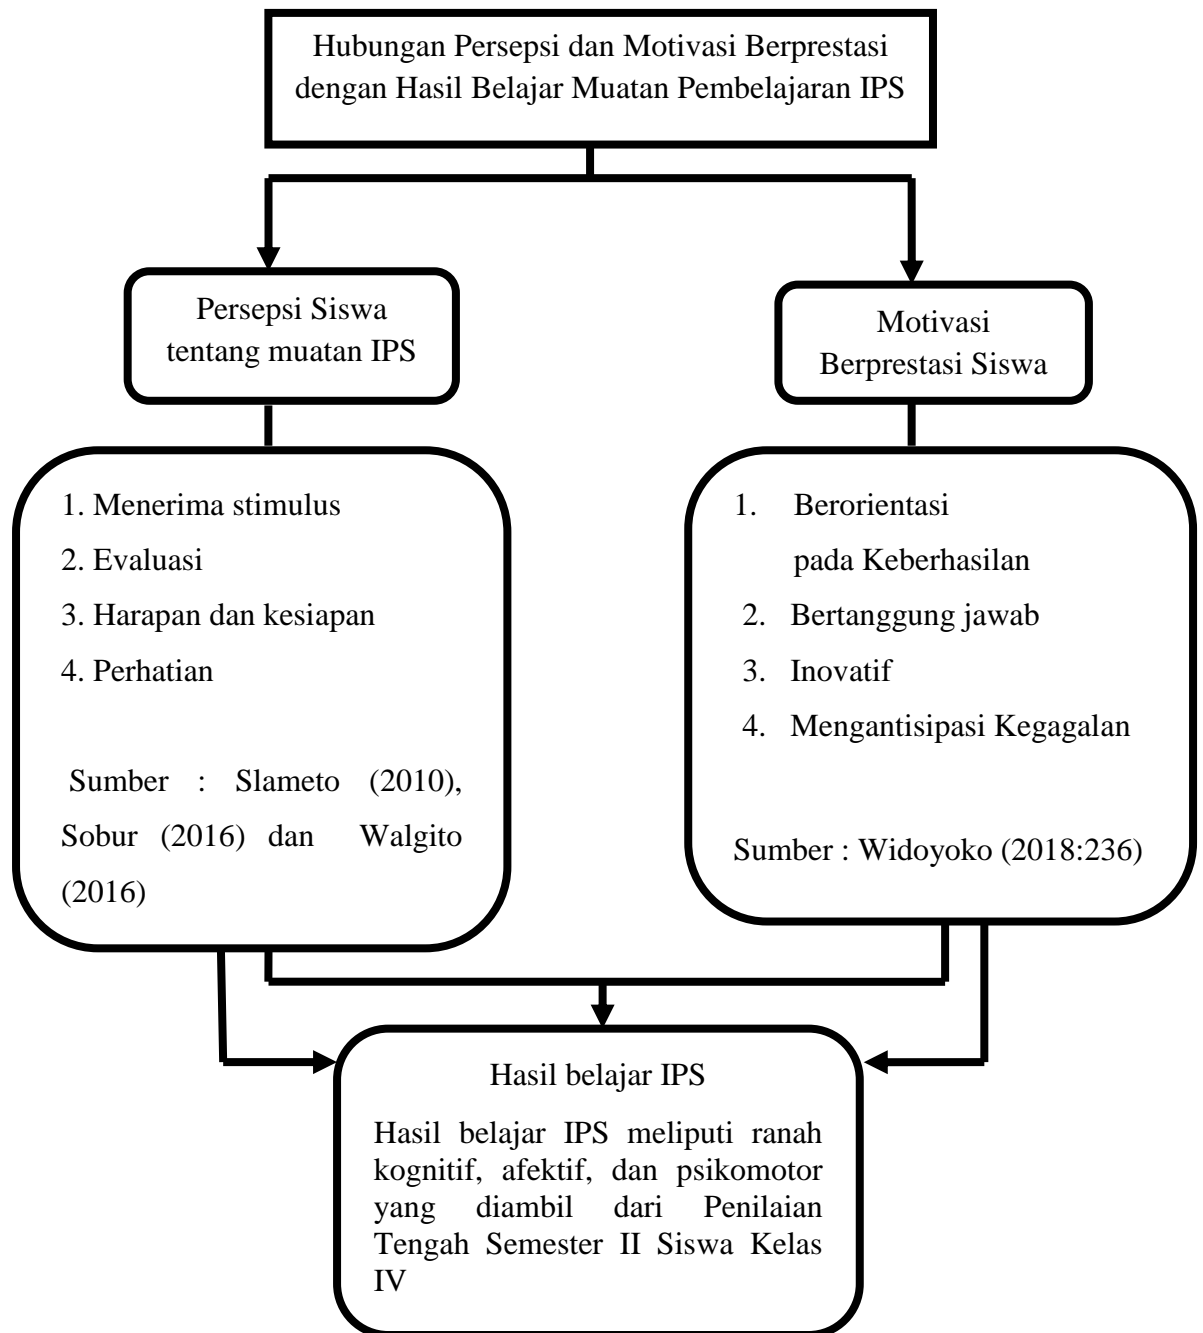 Hubungan Persepsi dan Motivasi Berprestasi
dengan Hasil Belajar Muatan Pembelajaran IPS
Persepsi Siswa
tentang muatan IPS
Motivasi
Berprestasi Siswa
1. Menerima stimulus
2. Evaluasi
3. Harapan dan kesiapan
4. Perhatian
Sumber : Slameto (2010),
Sobur (2016) dan Walgito
(2016)
1. Berorientasi
pada Keberhasilan
2. Bertanggung jawab
3. Inovatif
4. Mengantisipasi Kegagalan
Sumber : Widoyoko (2018:236)
Hasil belajar IPS
Hasil belajar IPS meliputi ranah
kognitif, afektif, dan psikomotor
yang diambil dari Penilaian
Tengah Semester II Siswa Kelas
IV